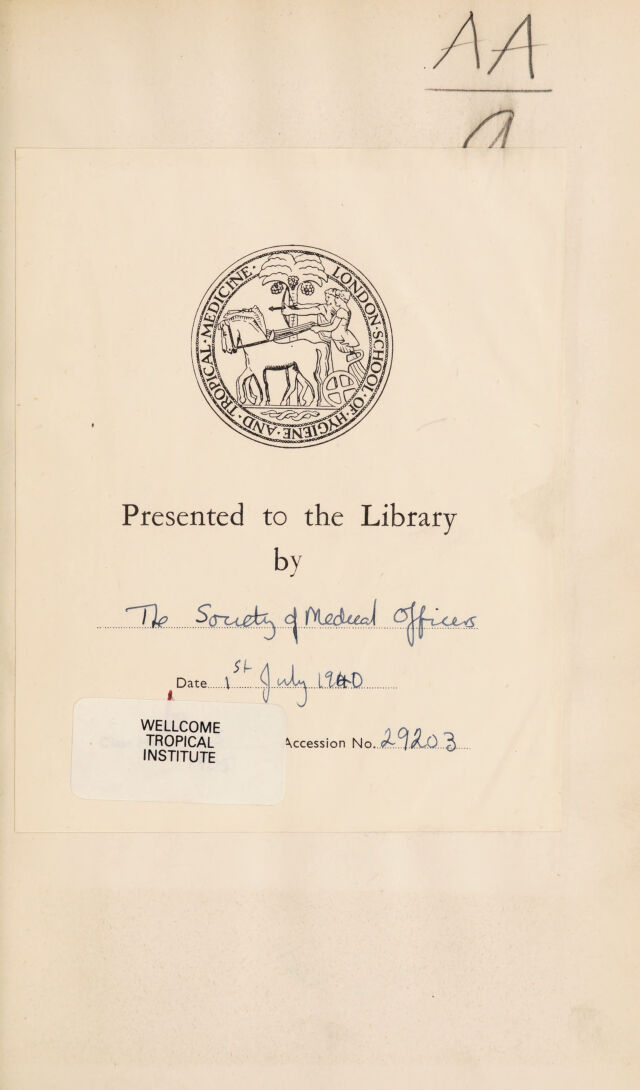 AA
LONDON·SCHOOL·OF·HYGIENE·AND·TROPICAL·MEDICINE·
Presented to the Library
by
The Society of Medical Officers
Date 1st July 1940
WELLCOME
TROPICAL
INSTITUTE
Accession No. 29203